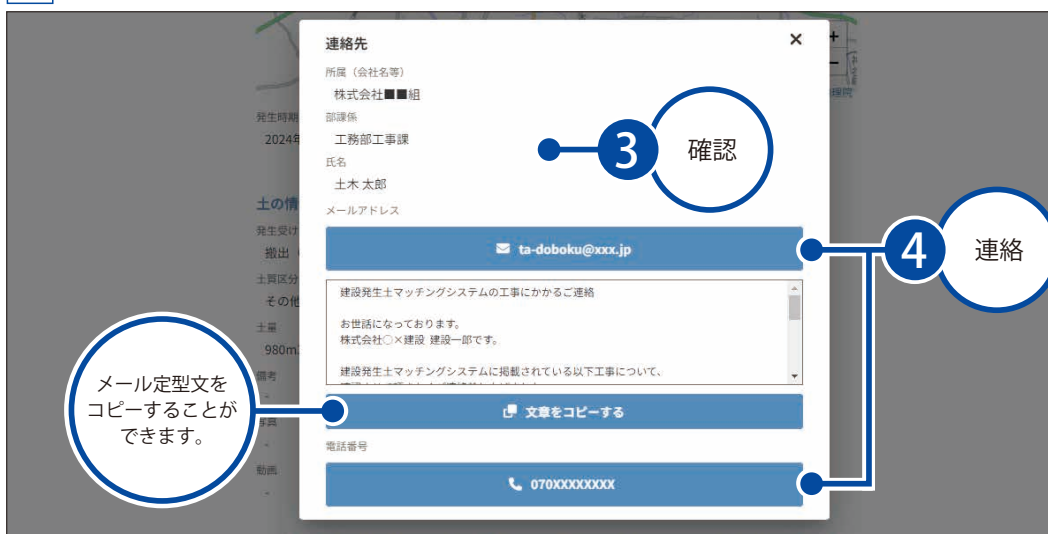 連絡先
×
所属（会社名等）
株式会社■■組
部課係
工務部工事課
氏名
土木 太郎
メールアドレス
ta-doboku@xxx.jp
建設発生土マッチングシステムの工事にかかるご連絡
お世話になっております。
株式会社○×建設 建設一郎です。
建設発生土マッチングシステムに掲載されている以下工事について、
文章をコピーする
電話番号
070XXXXXXXX
3 確認
4 連絡
メール定型文を
コピーすることが
できます。
発生時期
2024年
土の情
発生受け
搬出
土質区分
その他
土量
980m
備考
-
写真
-
動画
-
+
−
理院